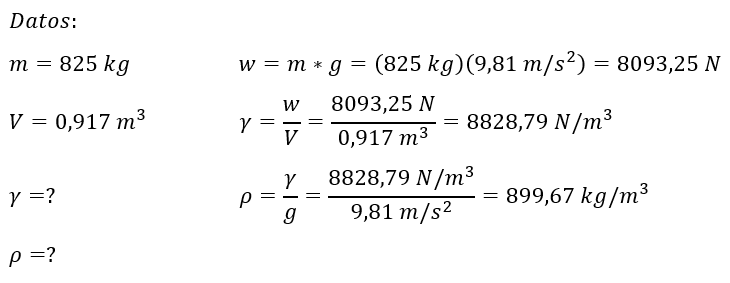 Datos:
m = 825 kg
w = m * g = (825 kg)(9,81 m/s²) = 8093,25 N
V = 0,917 m³
γ = w/V = 8093,25 N / 0,917 m³ = 8828,79 N/m³
γ =?
ρ = γ/g = 8828,79 N/m³ / 9,81 m/s² = 899,67 kg/m³
ρ =?